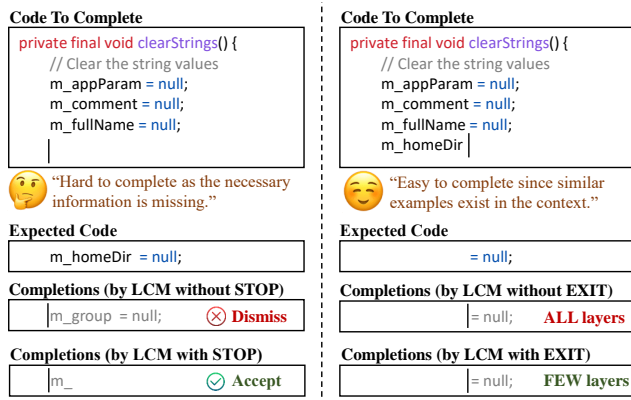 Code To Complete
private final void clearStrings() {
// Clear the string values
m_appParam = null;
m_comment = null;
m_fullName = null;
“Hard to complete as the necessary
information is missing.”
Expected Code
m_homeDir = null;
Completions (by LCM without STOP)
m_group = null; Dismiss
Completions (by LCM with STOP)
m_ Accept
Code To Complete
private final void clearStrings() {
// Clear the string values
m_appParam = null;
m_comment = null;
m_fullName = null;
m_homeDir
“Easy to complete since similar
examples exist in the context.”
Expected Code
= null;
Completions (by LCM without EXIT)
= null; ALL layers
Completions (by LCM with EXIT)
= null; FEW layers